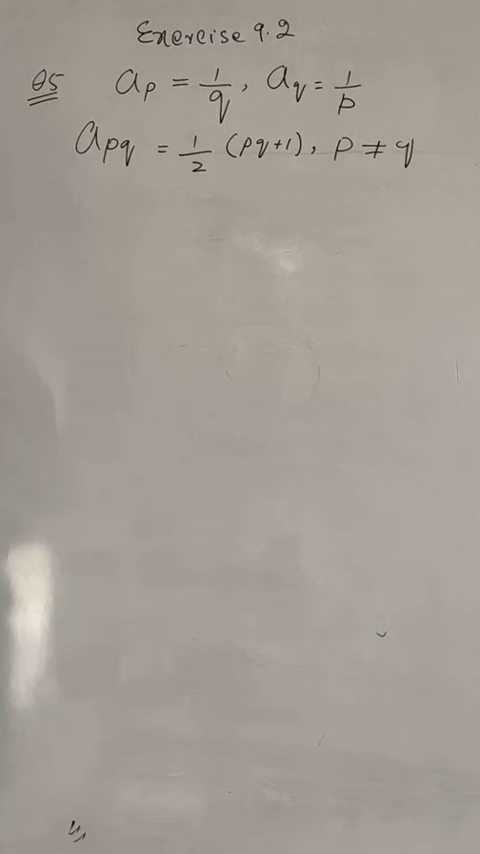 Exercise 9.2
Q5 ap = 1/q, aq = 1/p
apq = 1/2 (pq+1), p ≠ q